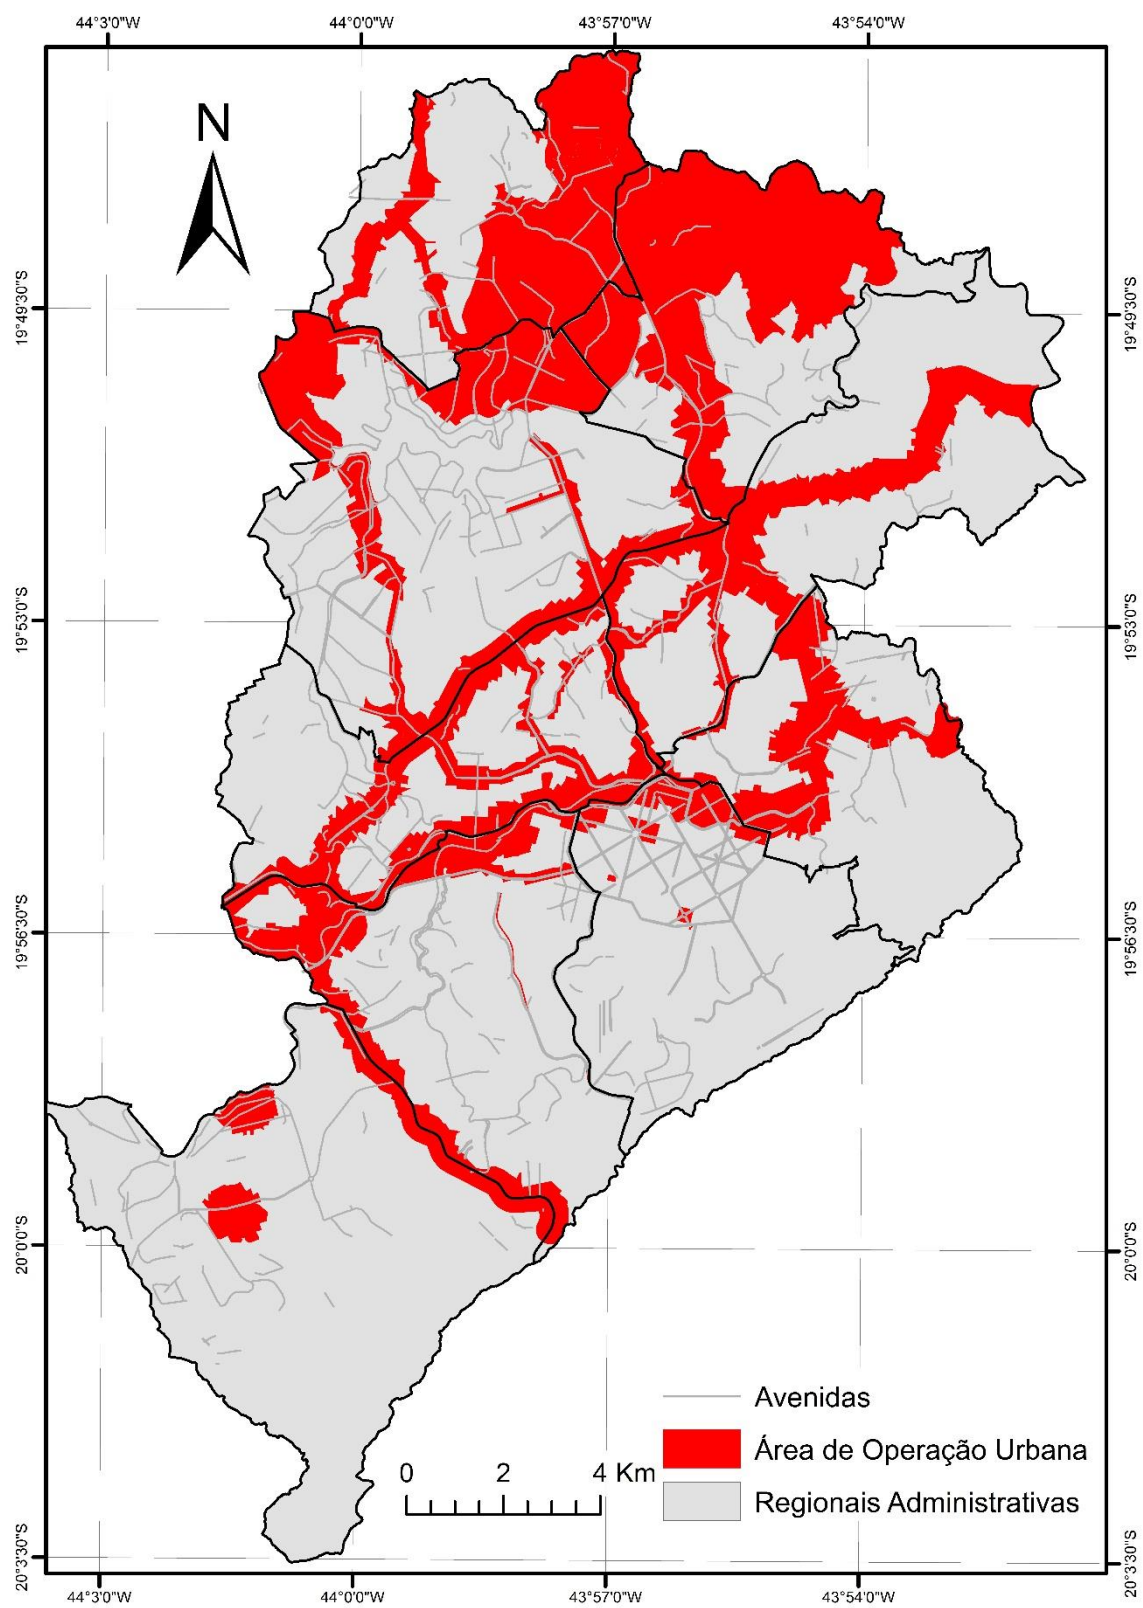 44°3'0"W 44°0'0"W 43°57'0"W 43°54'0"W
N
19°49'30"S 19°49'30"S
19°53'0"S 19°53'0"S
19°56'30"S 19°56'30"S
20°0'0"S 20°0'0"S
Avenidas
Área de Operação Urbana
0 2 4 Km
Regionais Administrativas
20°3'30"S 20°3'30"S
44°3'0"W 44°0'0"W 43°57'0"W 43°54'0"W